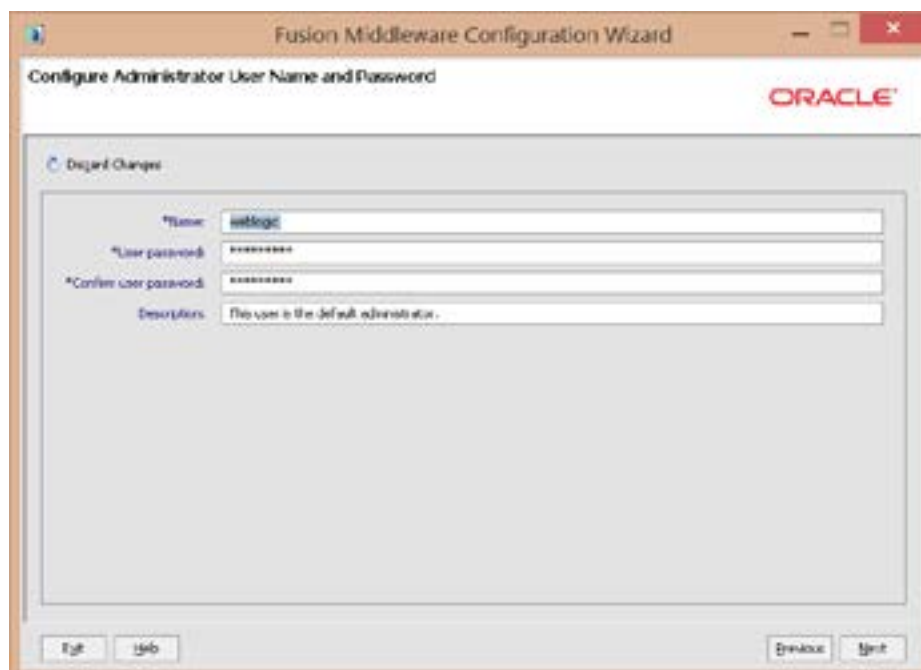 Fusion Middleware Configuration Wizard
Configure Administrator User Name and Password
ORACLE
Discard Changes
*Name: weblogic
*User password: *********
*Confirm user password: *********
Description: This user is the default administrator.
Exit Help Previous Next